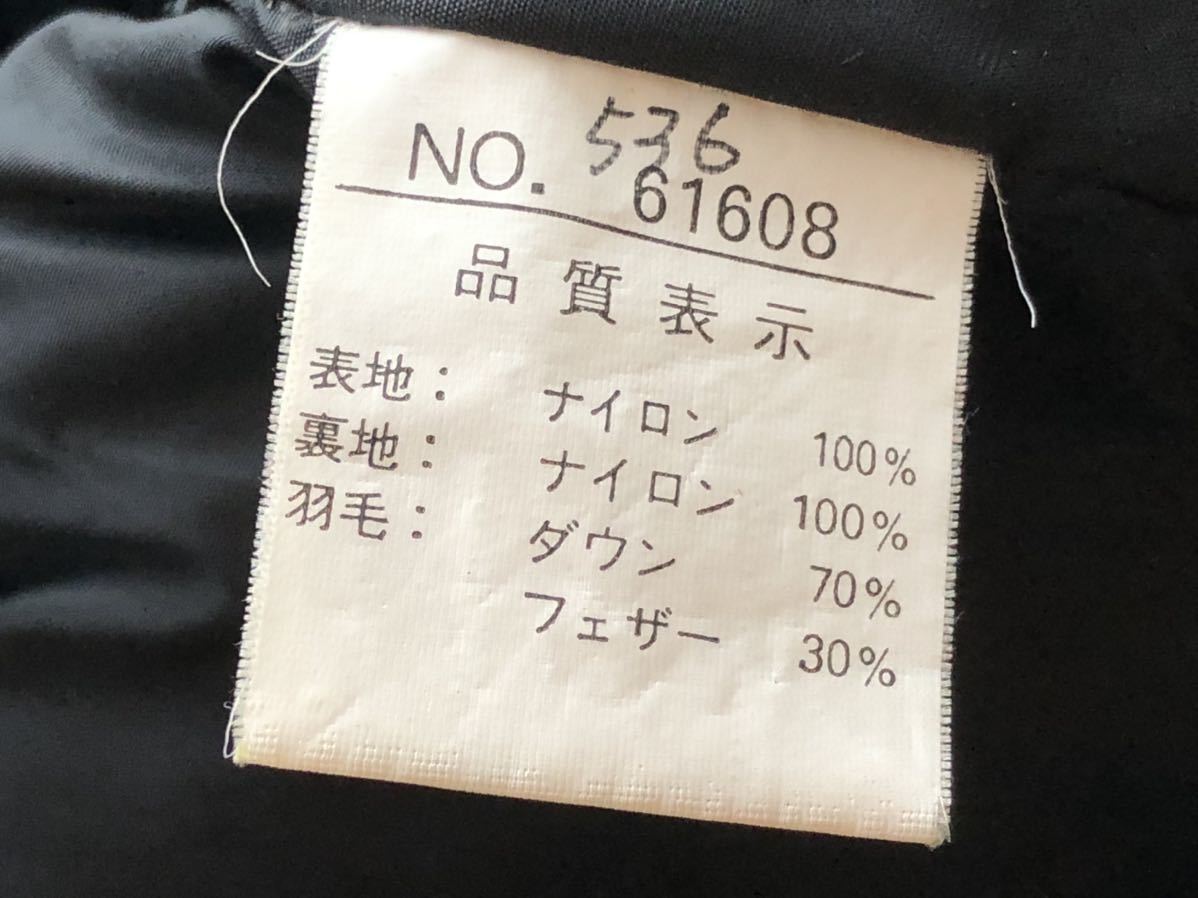 536
NO. 61608
品質表示
表地： ナイロン 100%
裏地： ナイロン 100%
羽毛： ダウン 70%
フェザー 30%